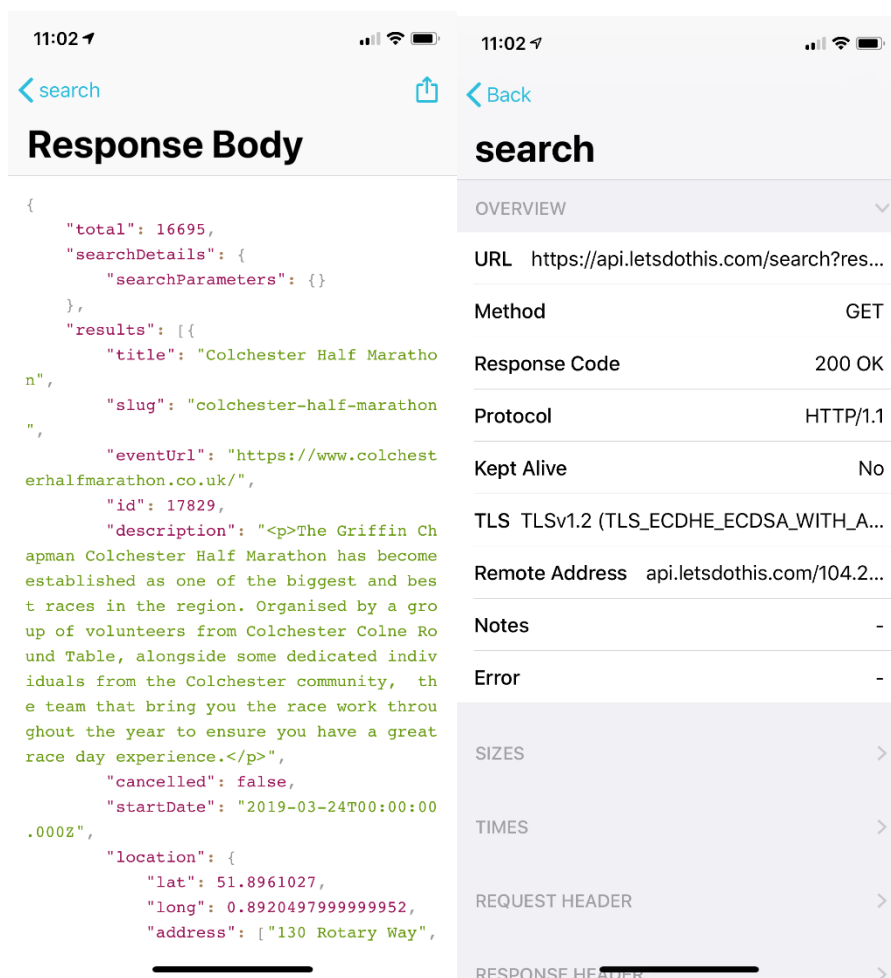 11:02
search
Response Body
{
"total": 16695,
"searchDetails": {
"searchParameters": {}
},
"results": [{
"title": "Colchester Half Maratho
n",
"slug": "colchester-half-marathon
",
"eventUrl": "https://www.colchest
erhalfmarathon.co.uk/",
"id": 17829,
"description": "<p>The Griffin Ch
apman Colchester Half Marathon has become
established as one of the biggest and bes
t races in the region. Organised by a gro
up of volunteers from Colchester Colne Ro
und Table, alongside some dedicated indiv
iduals from the Colchester community,  th
e team that bring you the race work throu
ghout the year to ensure you have a great
race day experience.</p>",
"cancelled": false,
"startDate": "2019-03-24T00:00:00
.000Z",
"location": {
"lat": 51.8961027,
"long": 0.8920497999999952,
"address": ["130 Rotary Way",
11:02
Back
search
OVERVIEW
URL https://api.letsdothis.com/search?res...
Method GET
Response Code 200 OK
Protocol HTTP/1.1
Kept Alive No
TLS TLSv1.2 (TLS_ECDHE_ECDSA_WITH_A...
Remote Address api.letsdothis.com/104.2...
Notes -
Error -
SIZES
TIMES
REQUEST HEADER
RESPONSE HEADER